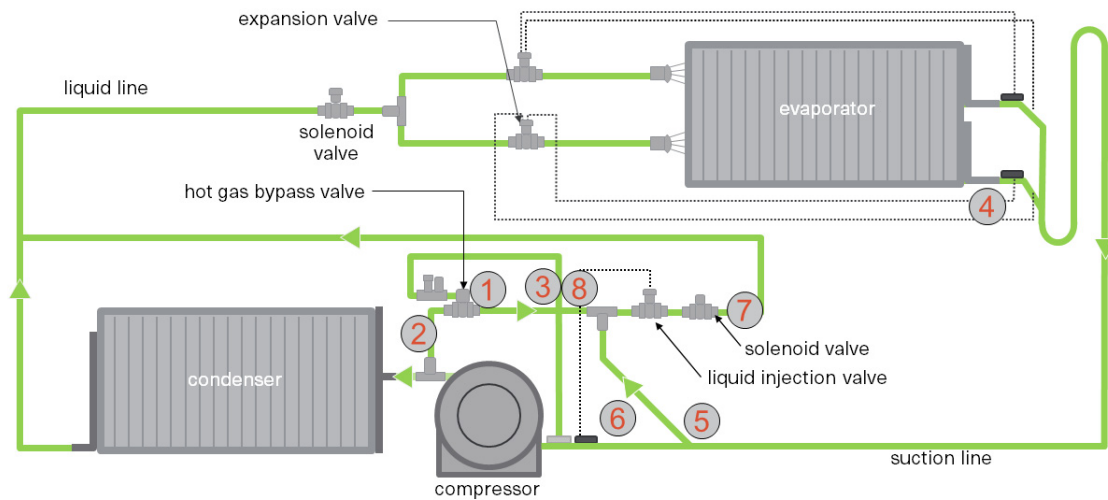 expansion valve
liquid line
evaporator
solenoid
valve
hot gas bypass valve
4
1
3
8
2
7
solenoid valve
condenser
liquid injection valve
6
5
suction line
compressor